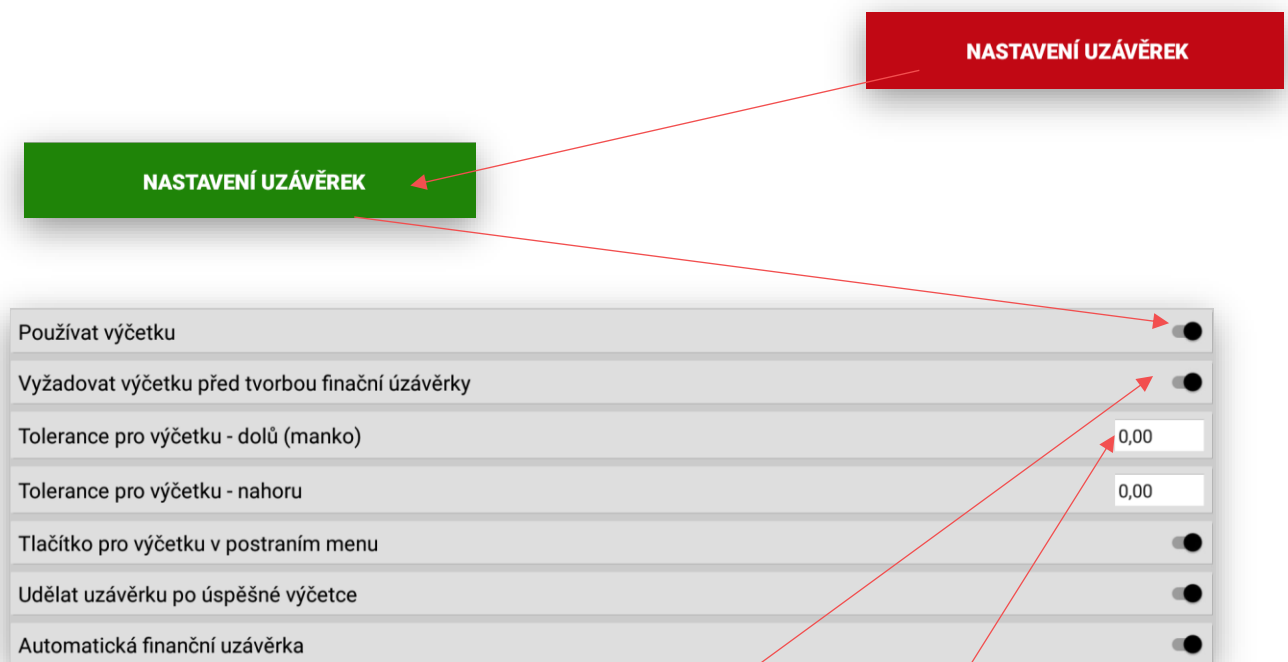 NASTAVENÍ UZÁVĚREK
NASTAVENÍ UZÁVĚREK
Používat výčetku
Vyžadovat výčetku před tvorbou finační úzávěrky
Tolerance pro výčetku - dolů (manko) 0,00
Tolerance pro výčetku - nahoru 0,00
Tlačítko pro výčetku v postraním menu
Udělat uzávěrku po úspěšné výčetce
Automatická finanční uzávěrka